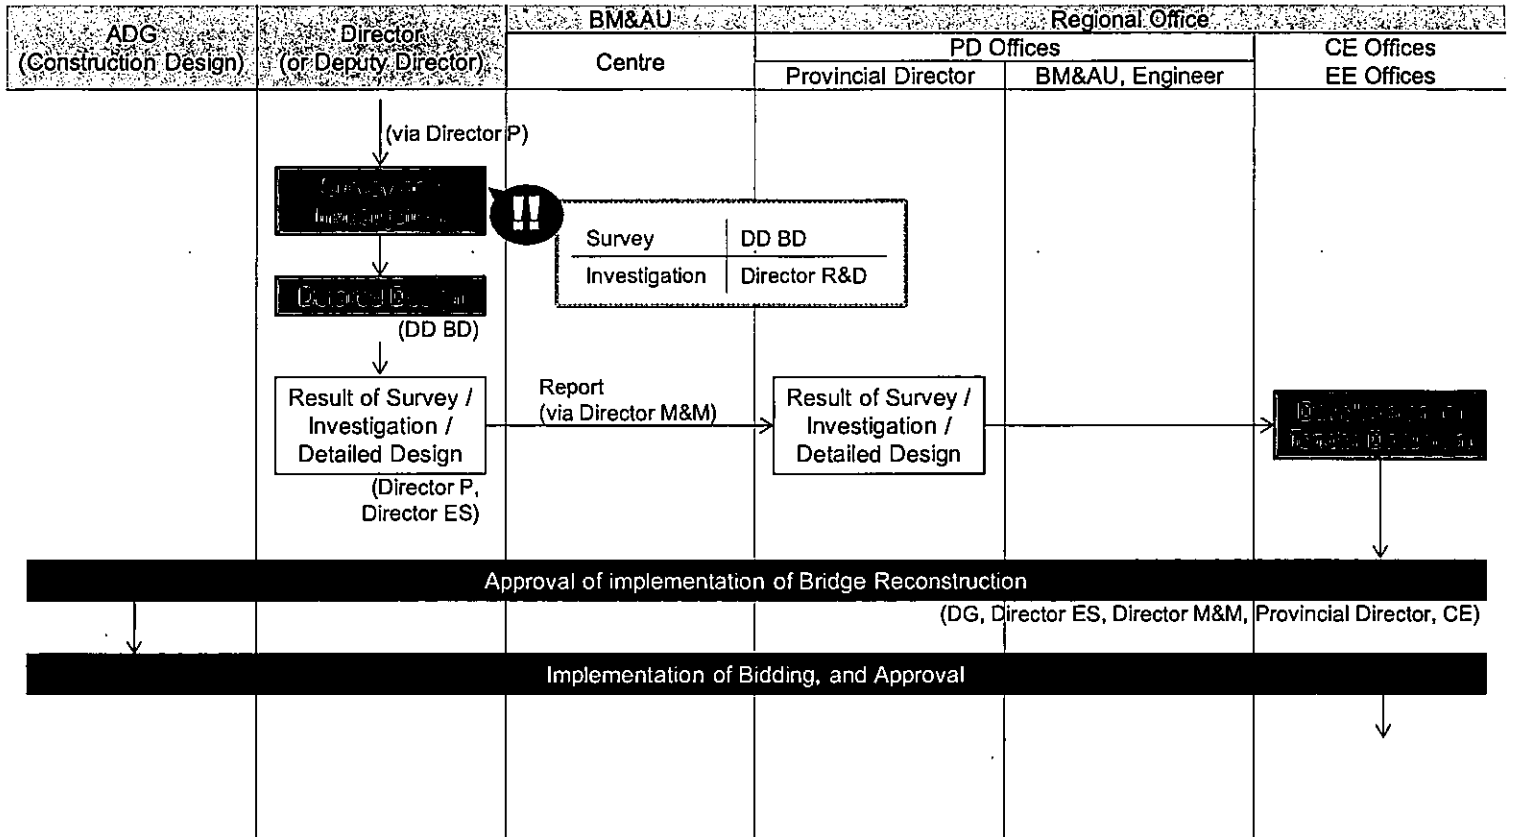 ADG
(Construction Design)
Director
(or Deputy Director)
BM&AU
Centre
Regional Office
PD Offices
Provincial Director
BM&AU, Engineer
CE Offices
EE Offices
(via Director P)
Survey
Survey
DD BD
Investigation
Director R&D
Detailed Design
(DD BD)
Result of Survey /
Investigation /
Detailed Design
(Director P,
Director ES)
Report
(via Director M&M)
Result of Survey /
Investigation /
Detailed Design
Approval of implementation of Bridge Reconstruction
(DG, Director ES, Director M&M, Provincial Director, CE)
Implementation of Bidding, and Approval